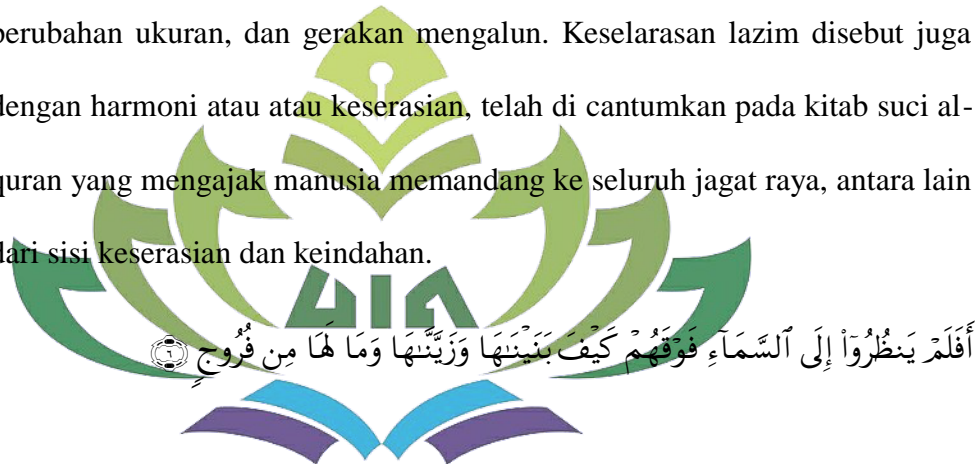 perubahan ukuran, dan gerakan mengalun. Keselarasan lazim disebut juga
dengan harmoni atau atau keserasian, telah di cantumkan pada kitab suci al-
quran yang mengajak manusia memandang ke seluruh jagat raya, antara lain
dari sisi keserasian dan keindahan.
UIN
أَفَلَمْ يَنظُرُوٓا۟ إِلَى ٱلسَّمَآءِ فَوْقَهُمْ كَيْفَ بَنَيْنَـٰهَا وَزَيَّنَّـٰهَا وَمَا لَهَا مِن فُرُوجٍۢ ٦